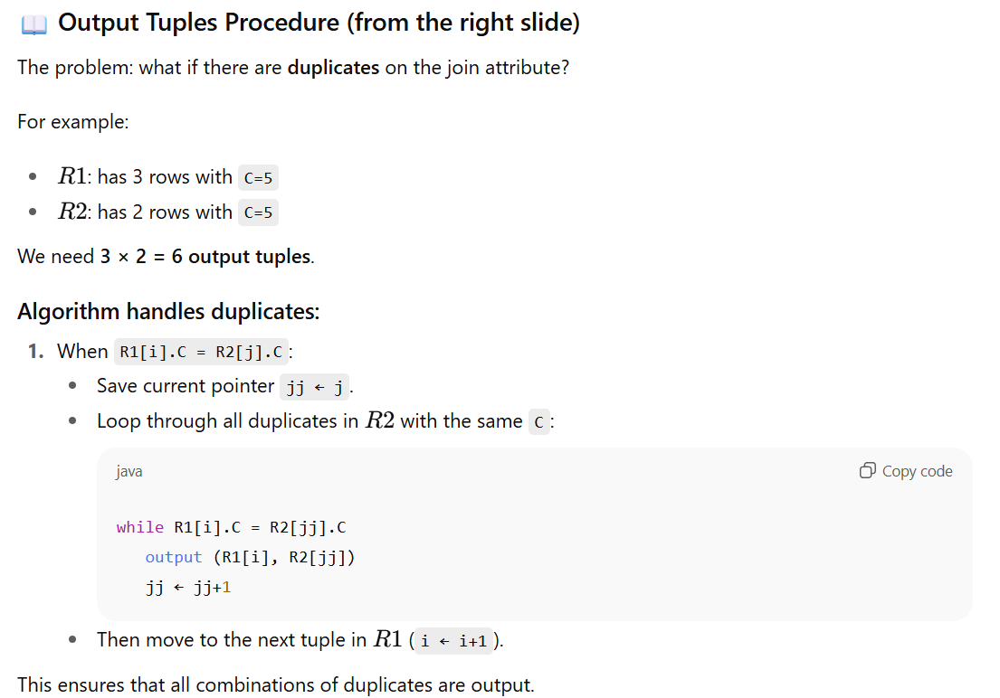 📖 Output Tuples Procedure (from the right slide)
The problem: what if there are duplicates on the join attribute?
For example:
• R1: has 3 rows with C=5
• R2: has 2 rows with C=5
We need 3 × 2 = 6 output tuples.
Algorithm handles duplicates:
1. When R1[i].C = R2[j].C:
• Save current pointer jj ← j.
• Loop through all duplicates in R2 with the same C:
java Copy code
while R1[i].C = R2[jj].C
output (R1[i], R2[jj])
jj ← jj+1
• Then move to the next tuple in R1 (i ← i+1).
This ensures that all combinations of duplicates are output.